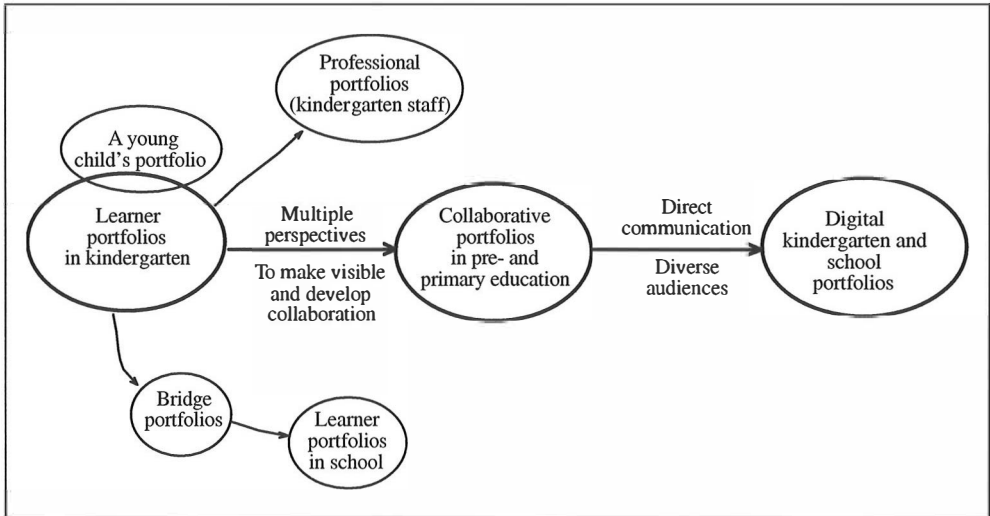 Professional
portfolios
(kindergarten staff)
A young
child's portfolio
Learner
portfolios
in kindergarten
Multiple
perspectives
To make visible
and develop
collaboration
Collaborative
portfolios
in pre- and
primary education
Direct
communication
Diverse
audiences
Digital
kindergarten and
school
portfolios
Bridge
portfolios
Learner
portfolios
in school